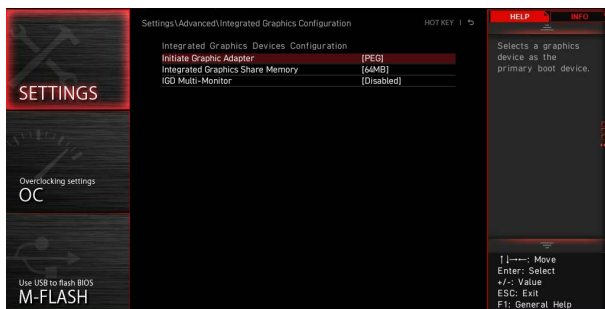 Settings\Advanced\Integrated Graphics Configuration
HOT KEY | ↰
HELP
INFO
Integrated Graphics Devices Configuration
Initiate Graphic Adapter [PEG]
Integrated Graphics Share Memory [64MB]
IGD Multi-Monitor [Disabled]
Selects a graphics
device as the
primary boot device.
SETTINGS
Overclocking settings
OC
Use USB to flash BIOS
M-FLASH
↑↓→←: Move
Enter: Select
+/-: Value
ESC: Exit
F1: General Help